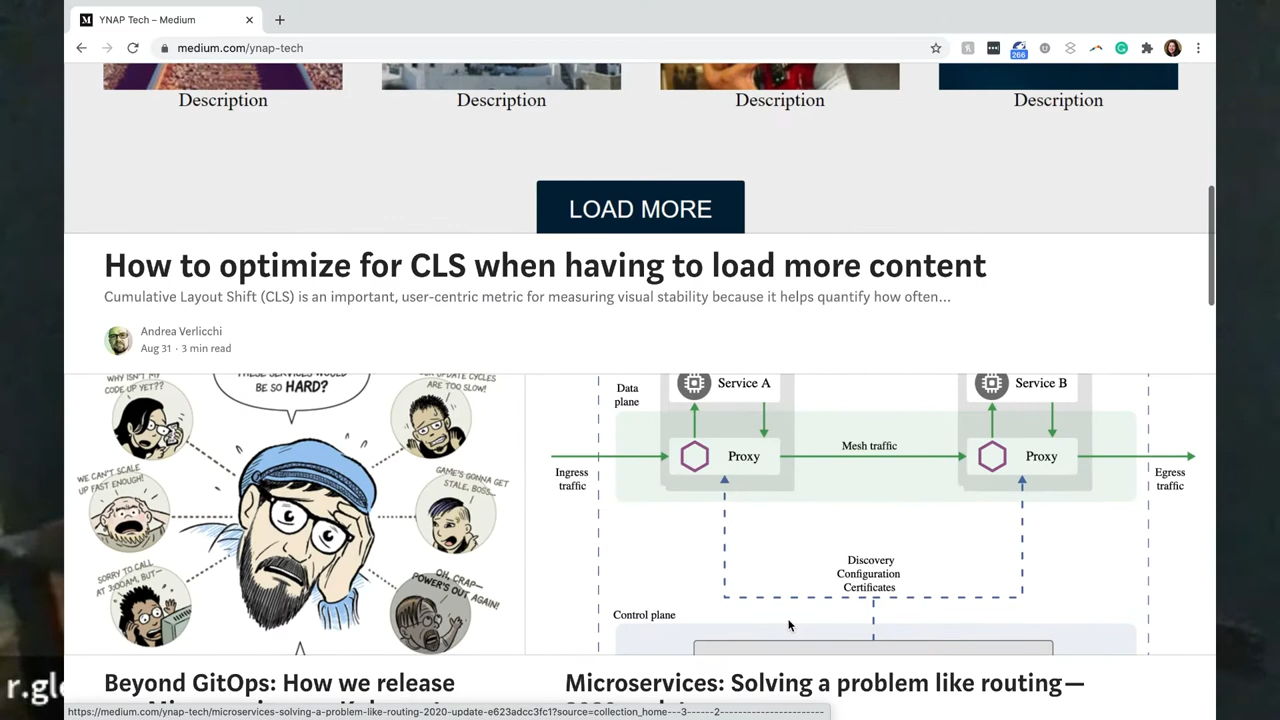 YNAP Tech – Medium
medium.com/ynap-tech
266
Description
Description
Description
Description
LOAD MORE
How to optimize for CLS when having to load more content
Cumulative Layout Shift (CLS) is an important, user-centric metric for measuring visual stability because it helps quantify how often…
Andrea Verlicchi
Aug 31 · 3 min read
WHY ISN'T MY
CODE UP YET??
THESE SERVICES WOULD
BE SO HARD?
UPDATE CYCLES
ARE TOO SLOW!
WE CAN'T SCALE
UP FAST ENOUGH!
GAME'S GONNA GET
STALE, BOSS...
SORRY TO CALL
AT 3:00AM, BUT—
OIL CRAP—
POWER'S OUT AGAIN!
Data
plane
Service A
Service B
Proxy
Mesh traffic
Proxy
Ingress
traffic
Egress
traffic
Discovery
Configuration
Certificates
Control plane
Beyond GitOps: How we release
Microservices: Solving a problem like routing—
r.gl
https://medium.com/ynap-tech/microservices-solving-a-problem-like-routing-2020-update-e623adcc3fc1?source=collection_home---3------2-----------------------